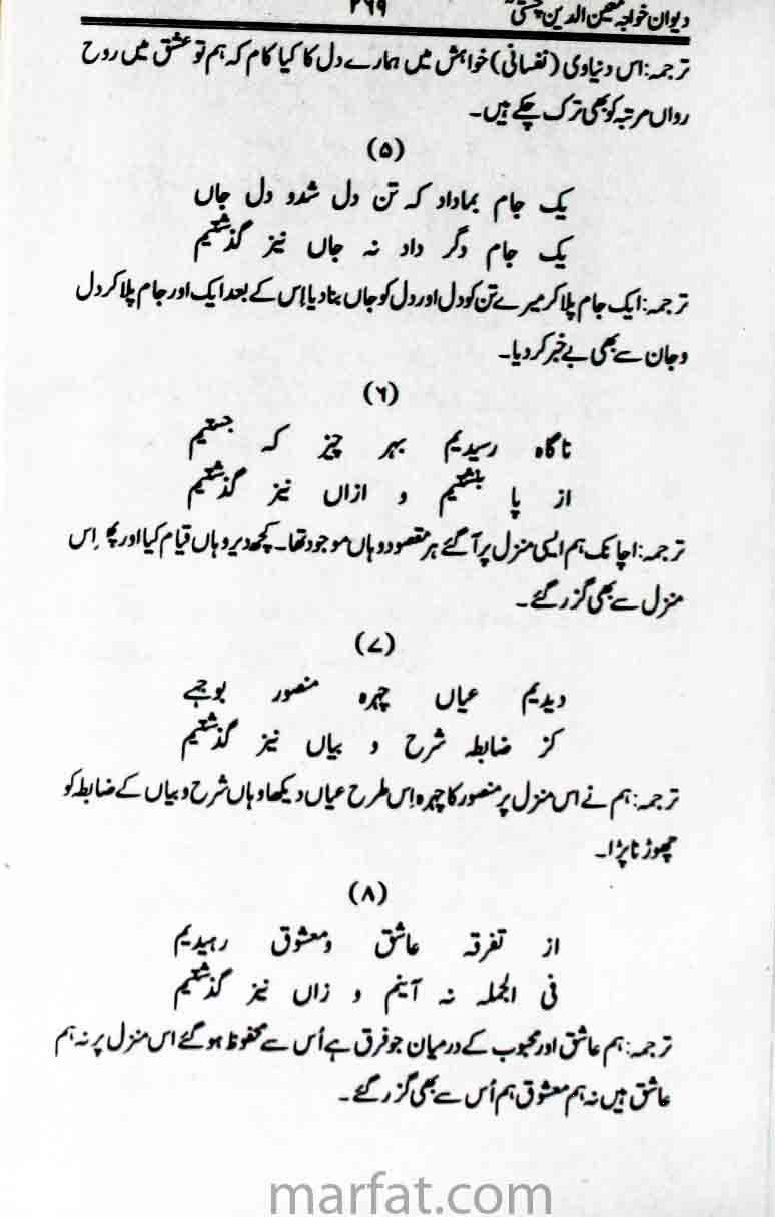 دیوان خواجہ معین الدین چشتیؒ ۲۶۹
ترجمہ: اس دنیاوی (نفسانی) خواہش میں ہمارے دل کا کیا کام کہ ہم تو عشق میں روح
رواں مرتبہ کو بھی ترک چکے ہیں۔
(۵)
یک جام بماداد کہ تن دل شدو دل جاں
یک جام دگر داد نہ جاں نیز گذشتیم
ترجمہ: ایک جام پلا کر میرے تن کو دل اور دل کو جاں بنا دیا اِس کے بعد ایک اور جام پلا کر دل
و جان سے بھی بے خبر کر دیا۔
(۶)
ناگاہ رسیدیم بہر چیز کہ جستیم
از پا بنشتیم و ازاں نیز گذشتیم
ترجمہ: اچانک ہم ایسی منزل پر آگئے ہر مقصود وہاں موجود تھا۔ کچھ دیر وہاں قیام کیا اور پھر اِس
منزل سے بھی گزر گئے۔
(۷)
دیدیم عیاں چہرہ منصور بوجہے
کز ضابطہ شرح و بیاں نیز گذشتیم
ترجمہ: ہم نے اس منزل پر منصور کا چہرہ اِس طرح عیاں دیکھا وہاں شرح و بیاں کے ضابطہ کو
چھوڑنا پڑا۔
(۸)
از تفرقہ عاشق ومعشوق رہیدیم
فی الجملہ نہ آینم و زاں نیز گذشتیم
ترجمہ: ہم عاشق اور محبوب کے درمیان جو فرق ہے اُس سے محفوظ ہو گئے اس منزل پر نہ ہم
عاشق ہیں نہ ہم معشوق ہم اُس سے بھی گزر گئے۔
marfat.com